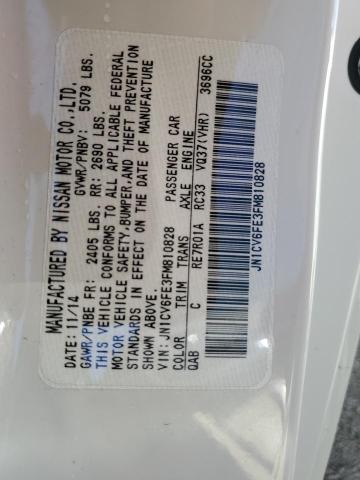 MANUFACTURED BY NISSAN MOTOR CO.,LTD.
DATE: 11/14 GVWR/PNBV: 5079 LBS.
GAWR/PNBE FR: 2405 LBS. RR: 2690 LBS.
THIS VEHICLE CONFORMS TO ALL APPLICABLE FEDERAL
MOTOR VEHICLE SAFETY,BUMPER,AND THEFT PREVENTION
STANDARDS IN EFFECT ON THE DATE OF MANUFACTURE
SHOWN ABOVE.
VIN: JN1CV6FE3FM810828 PASSENGER CAR
COLOR TRIM TRANS AXLE ENGINE
QAB C RE7R01A RC33 VQ37(VHR) 3696CC
JN1CV6FE3FM810828